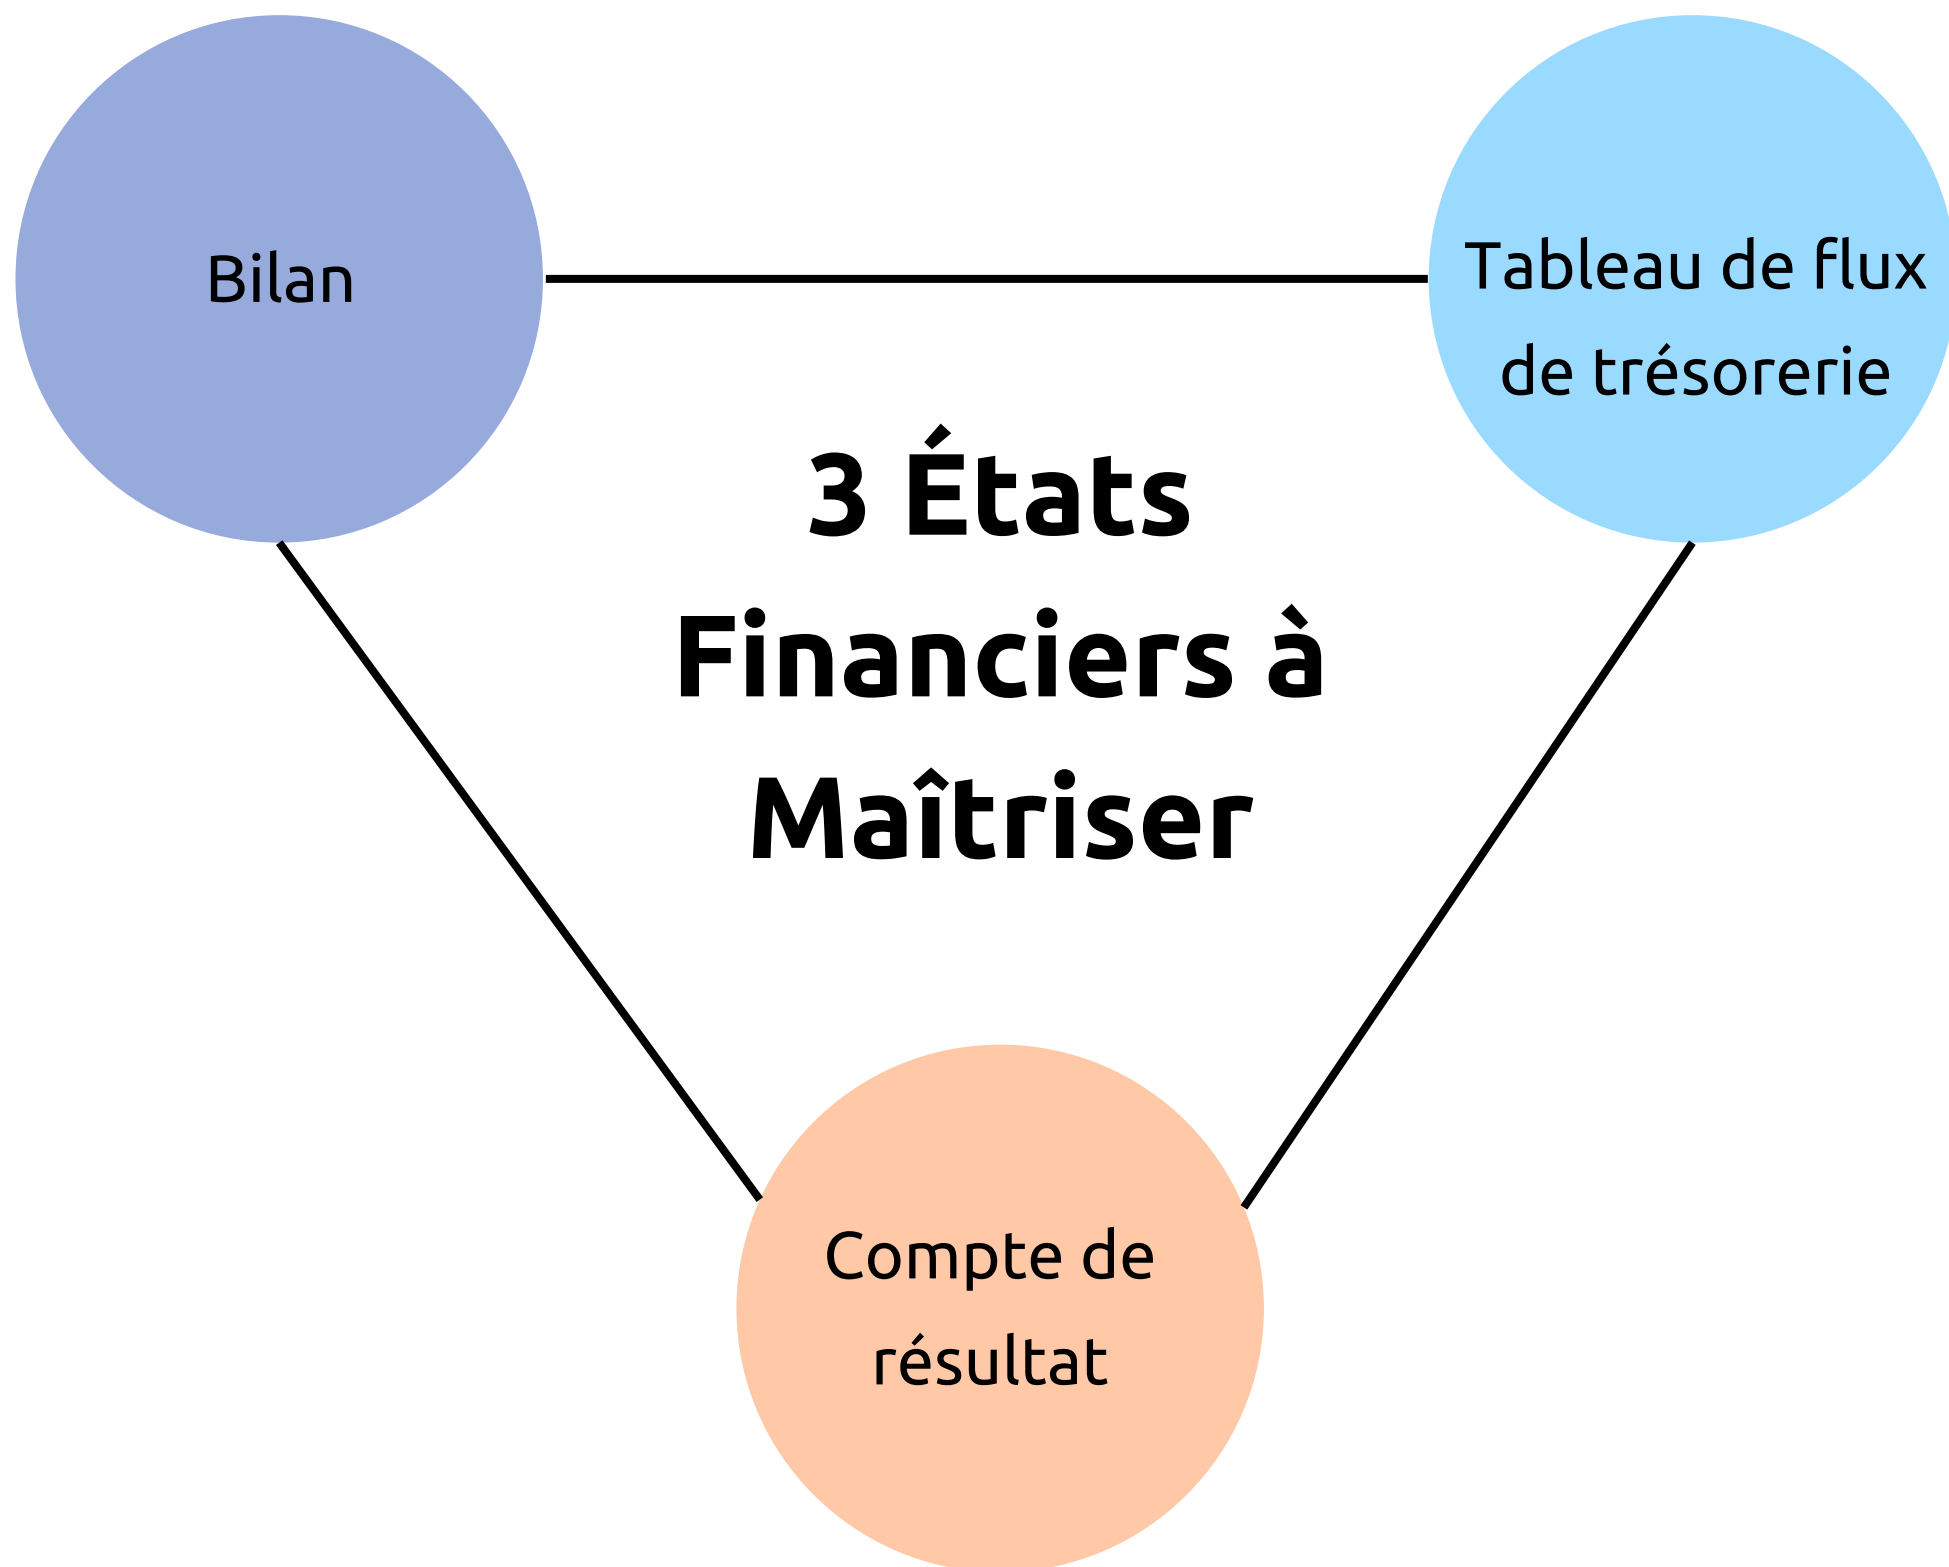 Bilan
Tableau de flux
de trésorerie
3 États
Financiers à
Maîtriser
Compte de
résultat